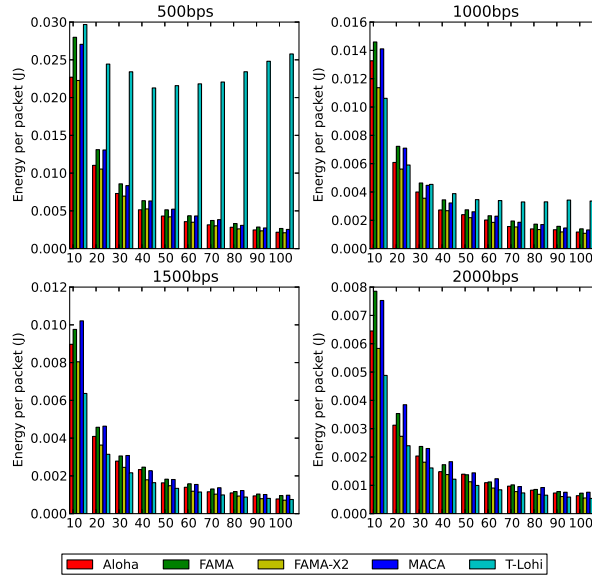 500bps
1000bps
Energy per packet (J)
0.030
0.025
0.020
0.015
0.010
0.005
0.000
10 20 30 40 50 60 70 80 90 100
Energy per packet (J)
0.016
0.014
0.012
0.010
0.008
0.006
0.004
0.002
0.000
10 20 30 40 50 60 70 80 90 100
1500bps
2000bps
Energy per packet (J)
0.012
0.010
0.008
0.006
0.004
0.002
0.000
10 20 30 40 50 60 70 80 90 100
Energy per packet (J)
0.008
0.007
0.006
0.005
0.004
0.003
0.002
0.001
0.000
10 20 30 40 50 60 70 80 90 100
Aloha FAMA FAMA-X2 MACA T-Lohi